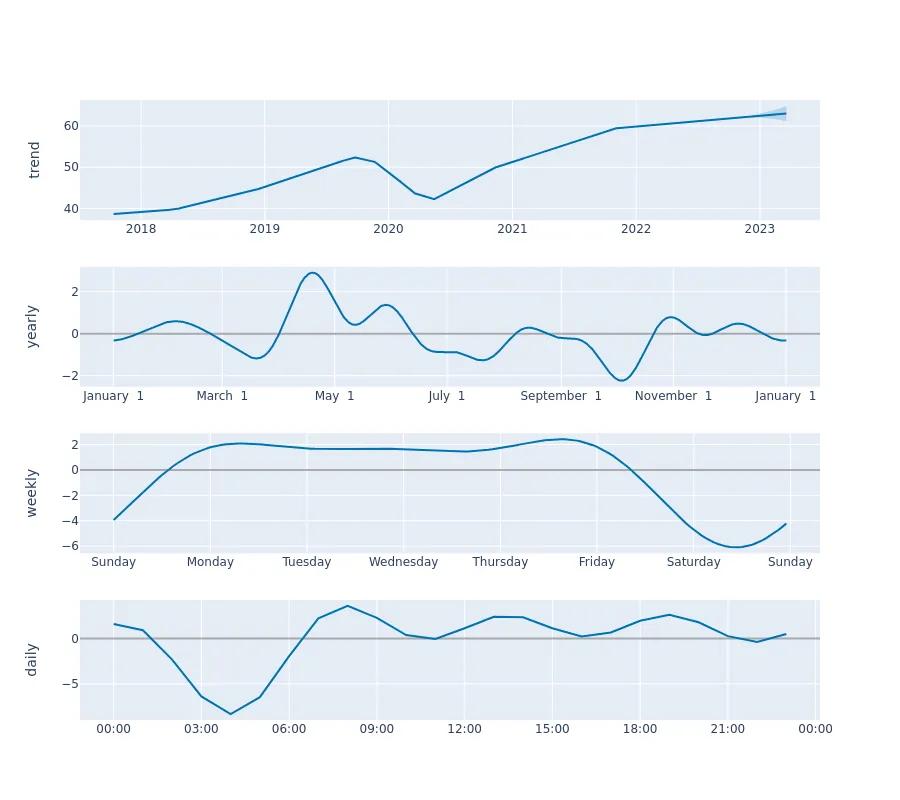 trend
60
50
40
2018 2019 2020 2021 2022 2023
yearly
2
0
−2
January 1 March 1 May 1 July 1 September 1 November 1 January 1
weekly
2
0
−2
−4
−6
Sunday Monday Tuesday Wednesday Thursday Friday Saturday Sunday
daily
0
−5
00:00 03:00 06:00 09:00 12:00 15:00 18:00 21:00 00:00